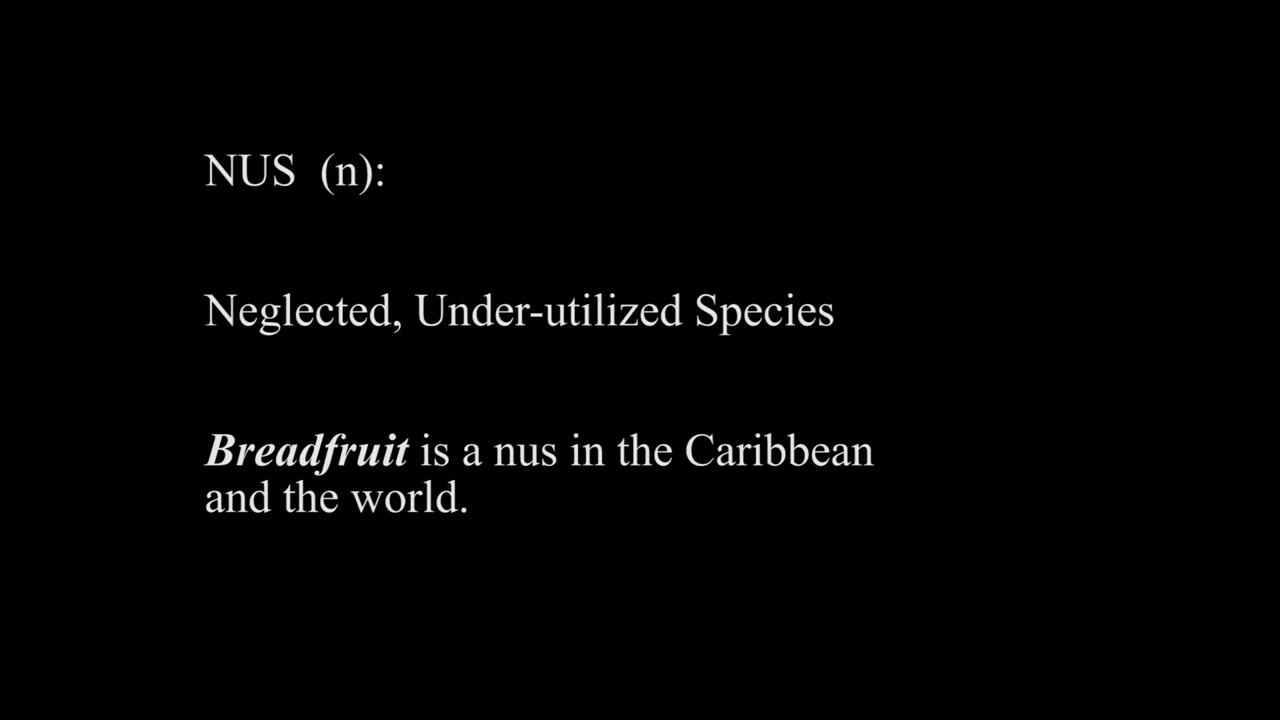 NUS  (n):
Neglected, Under-utilized Species
Breadfruit is a nus in the Caribbean
and the world.